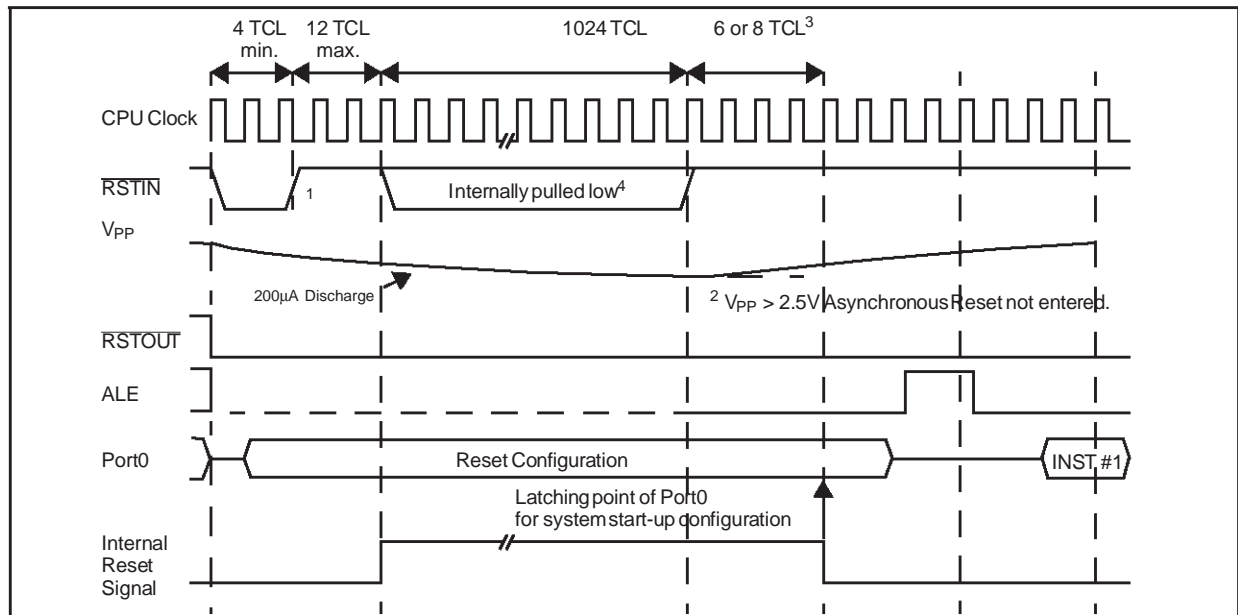 4 TCL
min.
12 TCL
max.
1024 TCL
6 or 8 TCL3
CPU Clock
RSTIN
1
Internally pulled low4
VPP
200µA Discharge
2 VPP > 2.5V Asynchronous Reset not entered.
RSTOUT
ALE
Port0
Reset Configuration
INST #1
Latching point of Port0
for system start-up configuration
Internal
Reset
Signal